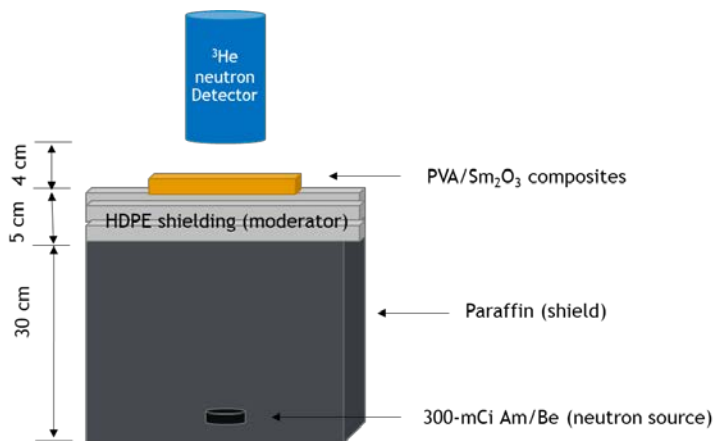 ³He
neutron
Detector
4 cm
PVA/Sm₂O₃ composites
5 cm
HDPE shielding (moderator)
30 cm
Paraffin (shield)
300-mCi Am/Be (neutron source)